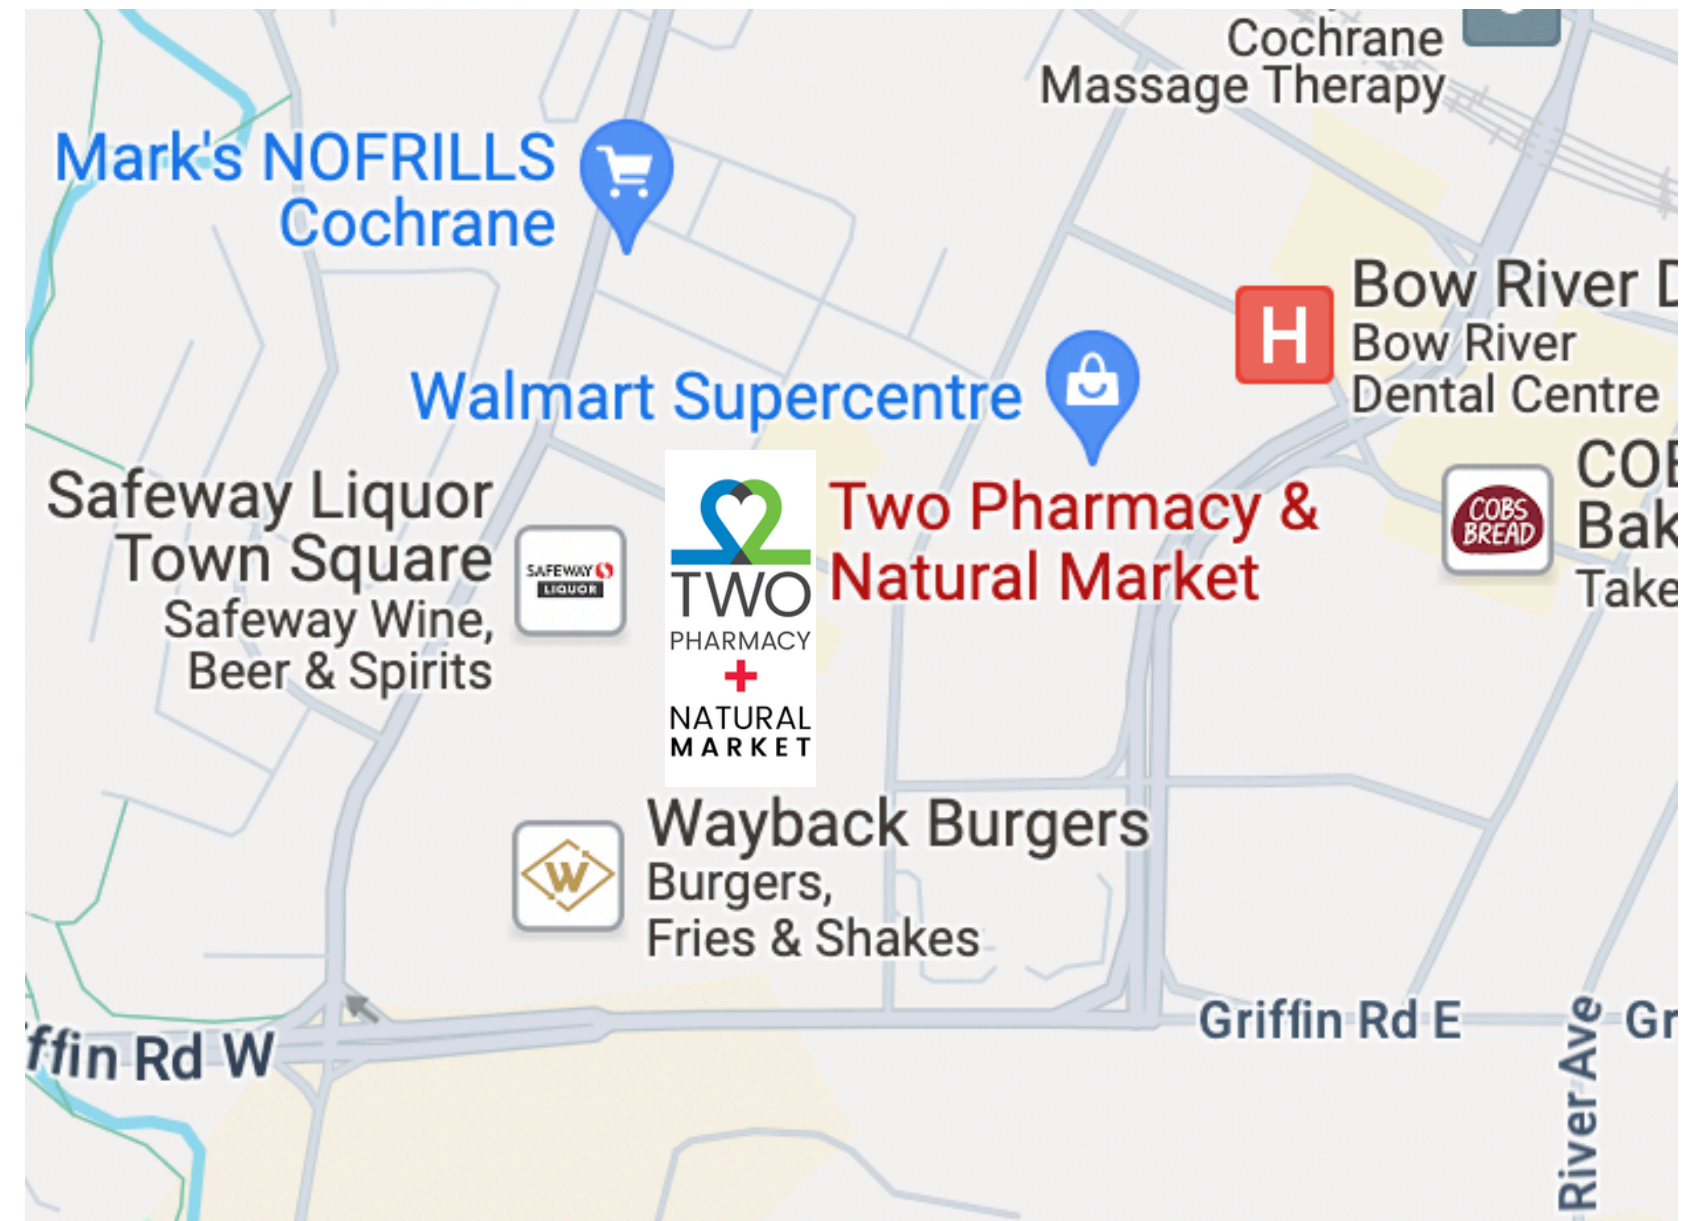 Cochrane
Massage Therapy
Mark's NOFRILLS
Cochrane
H
Bow River
Bow River
Dental Centre
Walmart Supercentre
Safeway Liquor
Town Square
Safeway Wine,
Beer & Spirits
SAFEWAY
LIQUOR
TWO
PHARMACY
+
NATURAL
MARKET
Two Pharmacy &
Natural Market
COBS
BREAD
Take
W
Wayback Burgers
Burgers,
Fries & Shakes
Griffin Rd E
ffin Rd W
River Ave